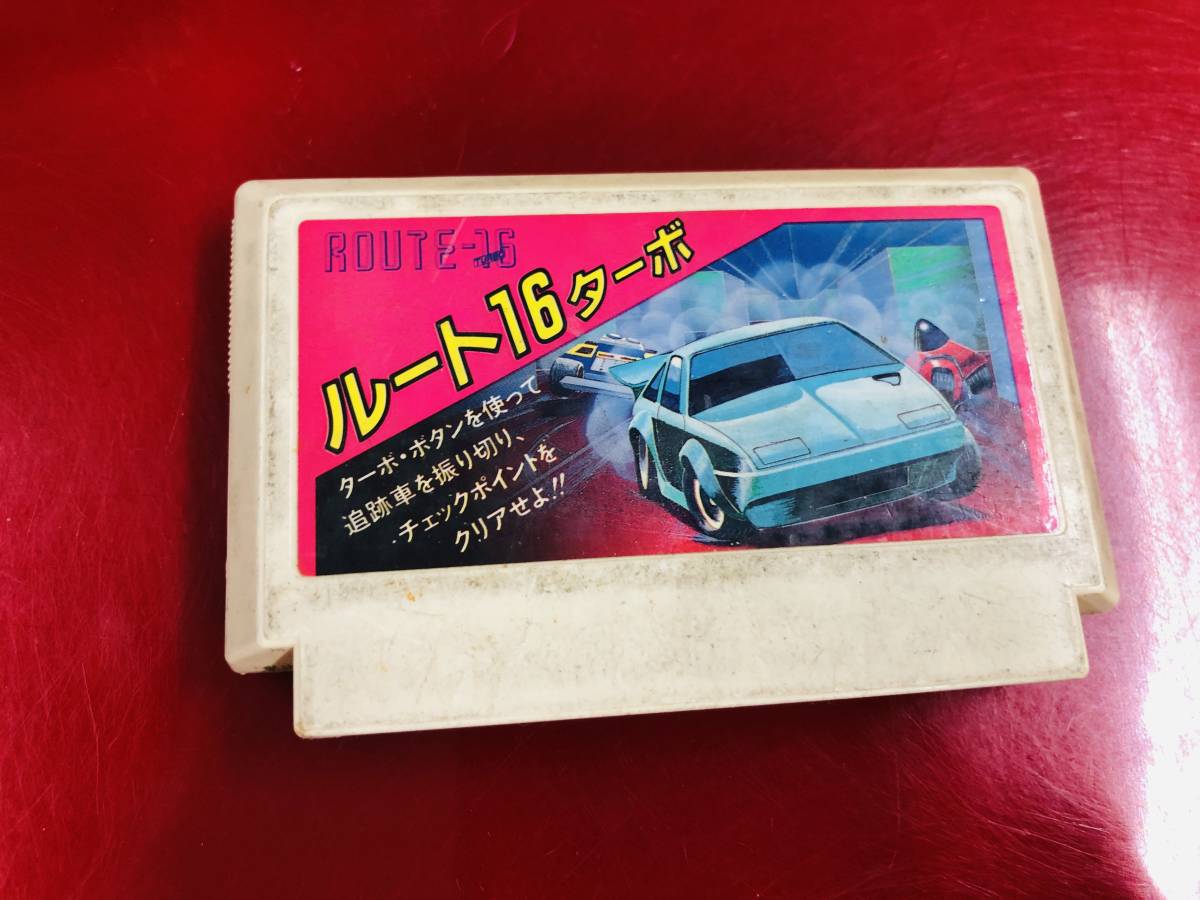 ROUTE-16
TURBO
ルート16ターボ
ターボ・ボタンを使って
追跡車を振り切り、
チェックポイントを
クリアせよ!!